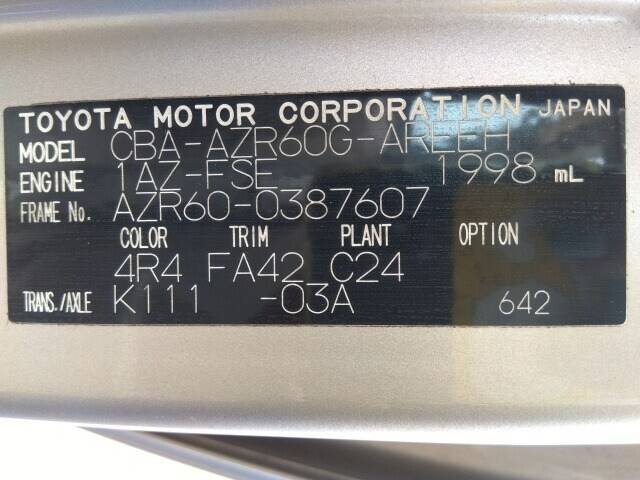 TOYOTA MOTOR CORPORATION JAPAN
MODEL CBA-AZR60G-AREEH
ENGINE 1AZ-FSE 1998 mL
FRAME No. AZR60-0387607
COLOR TRIM PLANT OPTION
4R4 FA42 C24
TRANS./AXLE K111 -03A 642